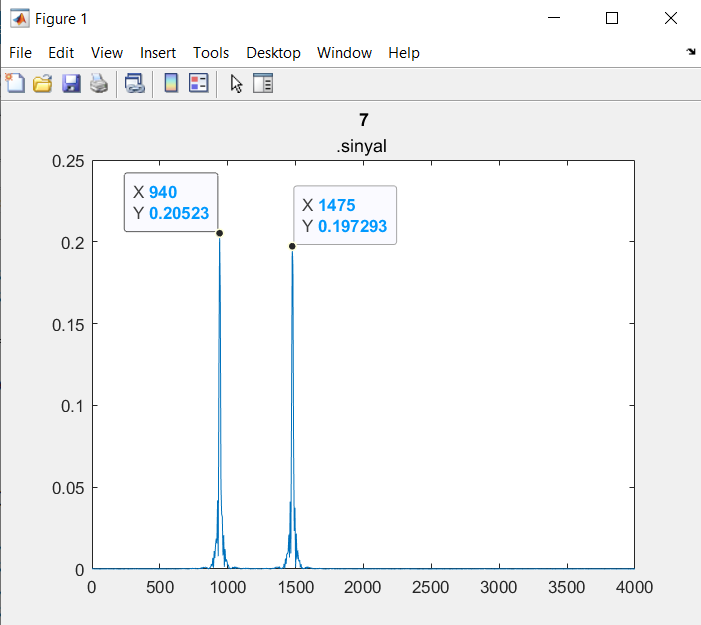 Figure 1
File Edit View Insert Tools Desktop Window Help
7
.sinyal
0.25
0.2
0.15
0.1
0.05
0
X 940
Y 0.20523
X 1475
Y 0.197293
0 500 1000 1500 2000 2500 3000 3500 4000